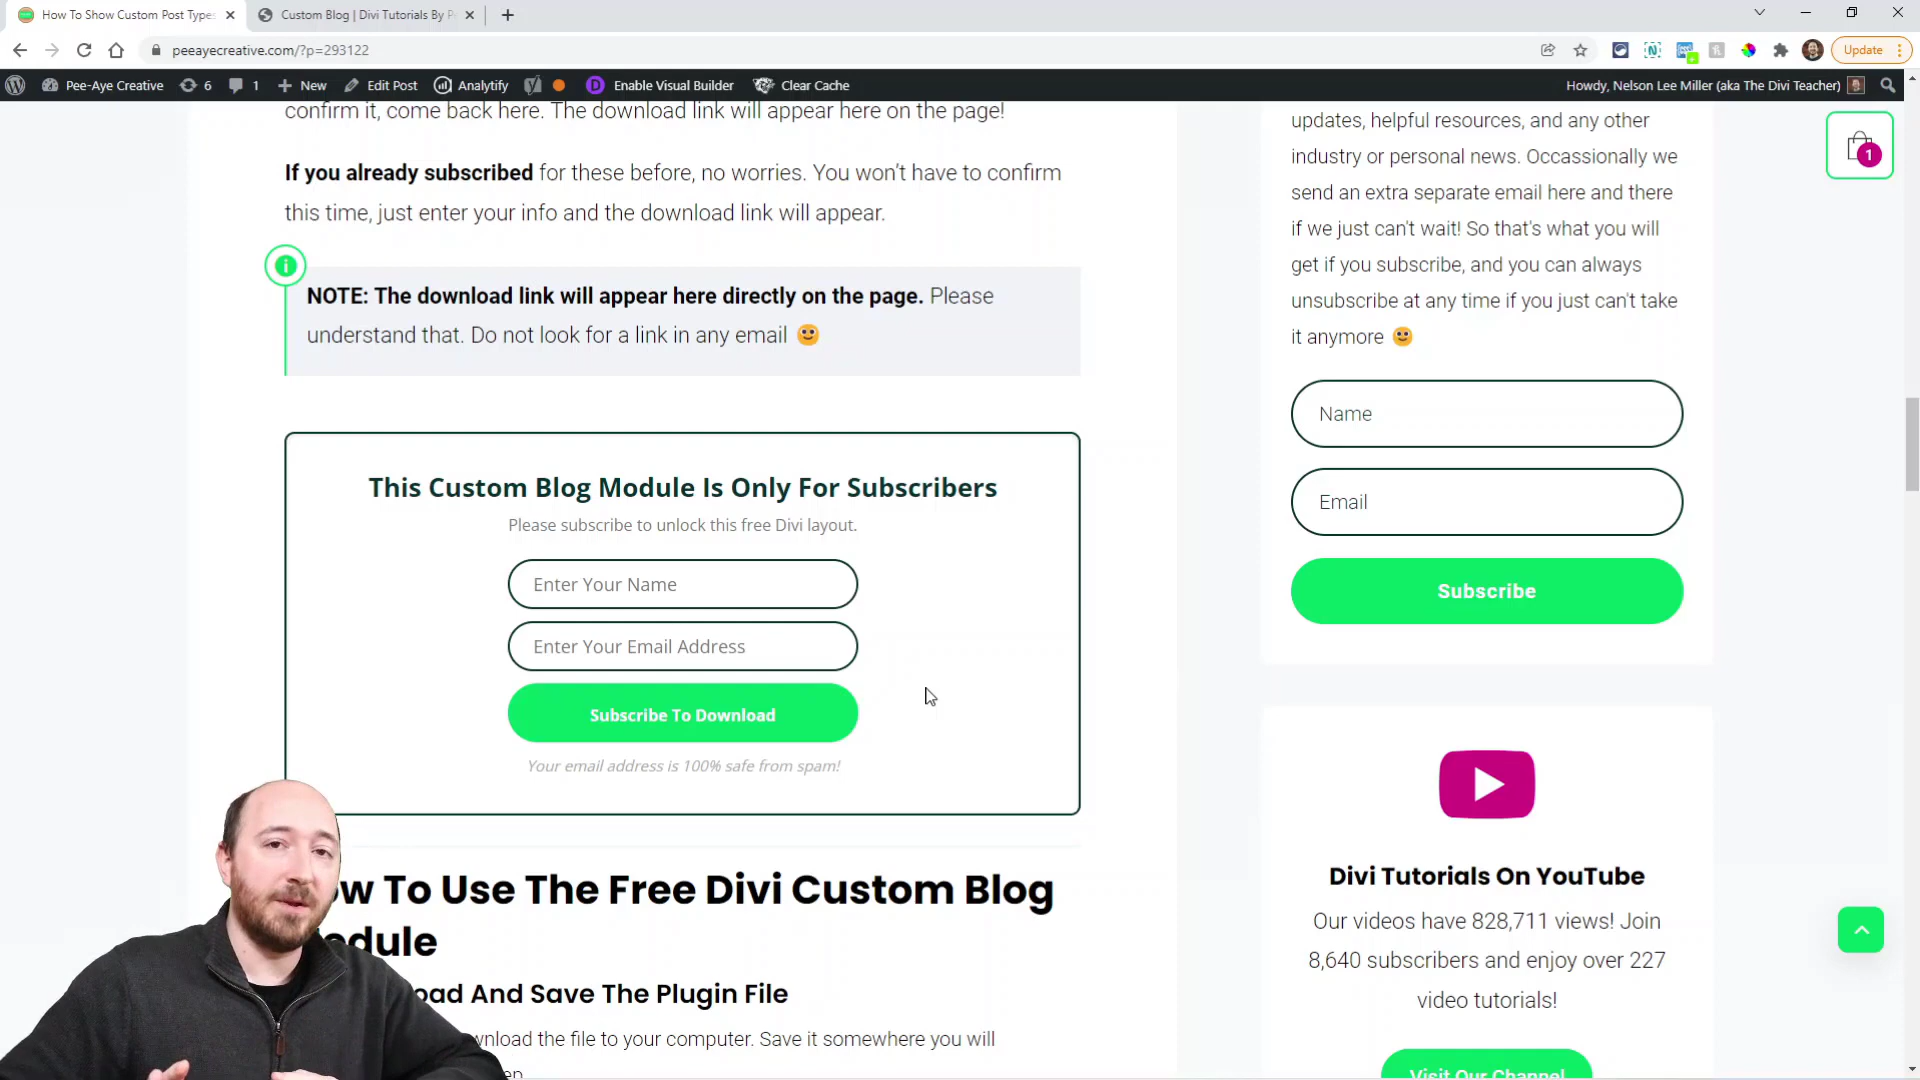 How To Show Custom Post Types
Custom Blog | Divi Tutorials By P
peeayecreative.com/?p=293122
Update
Pee-Aye Creative
6
1
New
Edit Post
Analytify
Enable Visual Builder
Clear Cache
Howdy, Nelson Lee Miller (aka The Divi Teacher)
confirm it, come back here. The download link will appear here on the page!
If you already subscribed for these before, no worries. You won't have to confirm
this time, just enter your info and the download link will appear.
NOTE: The download link will appear here directly on the page. Please
understand that. Do not look for a link in any email
This Custom Blog Module Is Only For Subscribers
Please subscribe to unlock this free Divi layout.
Enter Your Name
Enter Your Email Address
Subscribe To Download
Your email address is 100% safe from spam!
ow To Use The Free Divi Custom Blog
odule
oad And Save The Plugin File
wnload the file to your computer. Save it somewhere you will
updates, helpful resources, and any other
industry or personal news. Occassionally we
send an extra separate email here and there
if we just can't wait! So that's what you will
get if you subscribe, and you can always
unsubscribe at any time if you just can't take
it anymore
1
Name
Email
Subscribe
Divi Tutorials On YouTube
Our videos have 828,711 views! Join
8,640 subscribers and enjoy over 227
video tutorials!
Visit Our Channel